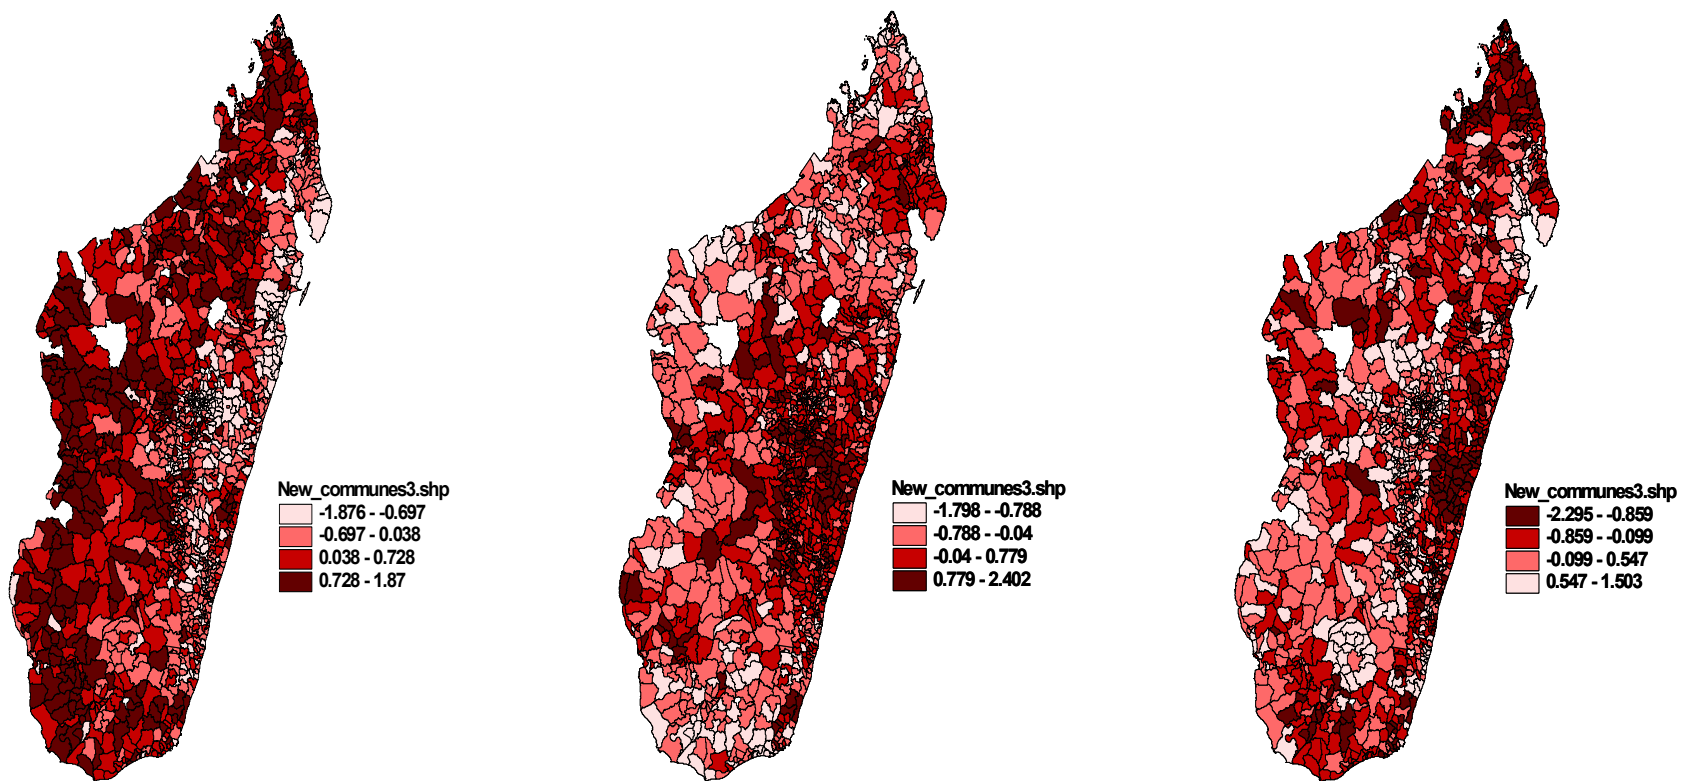 New_communes3.shp
-1.876 - -0.697
-0.697 - 0.038
0.038 - 0.728
0.728 - 1.87
New_communes3.shp
-1.798 - -0.788
-0.788 - -0.04
-0.04 - 0.779
0.779 - 2.402
New_communes3.shp
-2.295 - -0.859
-0.859 - -0.099
-0.099 - 0.547
0.547 - 1.503